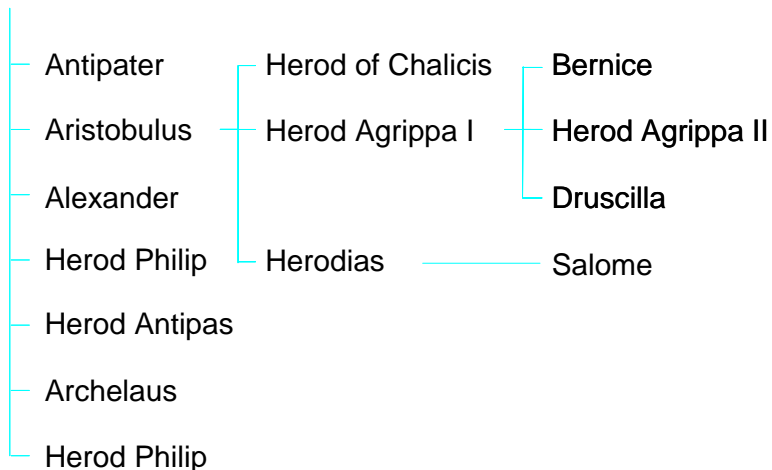 Antipater Herod of Chalicis Bernice
Aristobulus Herod Agrippa I Herod Agrippa II
Alexander Druscilla
Herod Philip Herodias Salome
Herod Antipas
Archelaus
Herod Philip